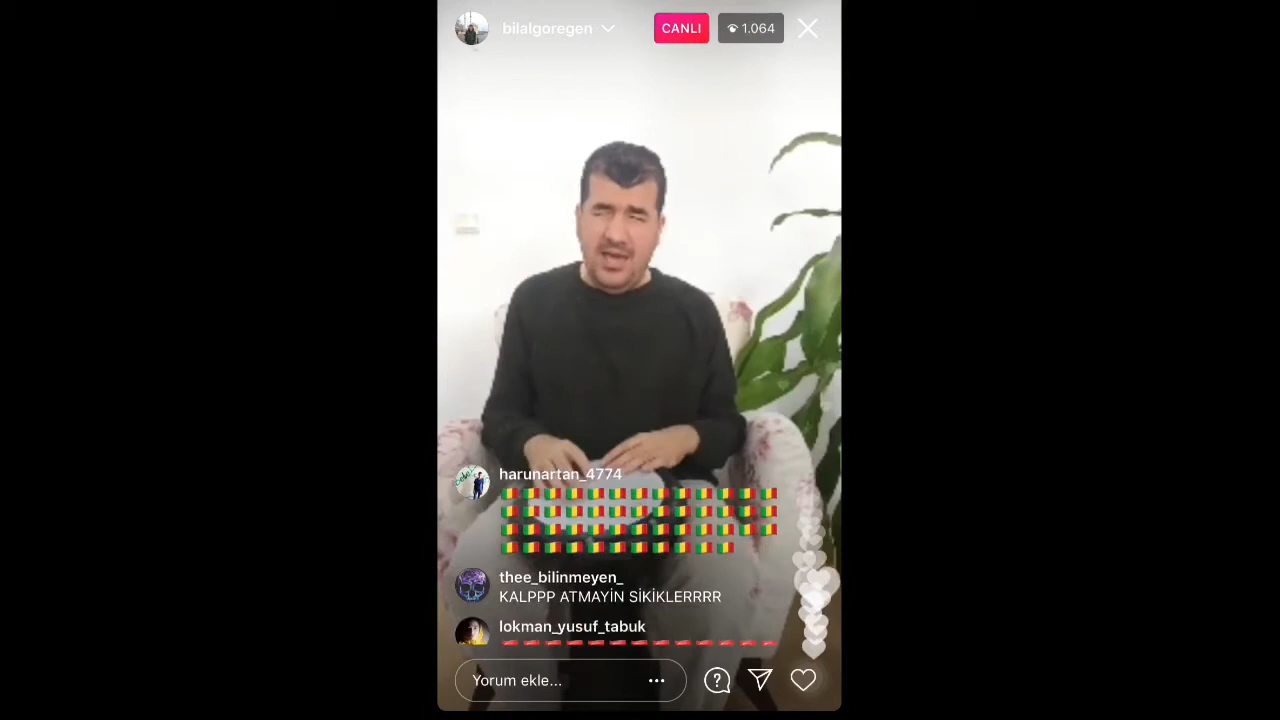 bilalgoregen
CANLI
1.064
harunartan_4774
thee_bilinmeyen_
KALPPP ATMAYİN SİKİKLERRRR
lokman_yusuf_tabuk
Yorum ekle...